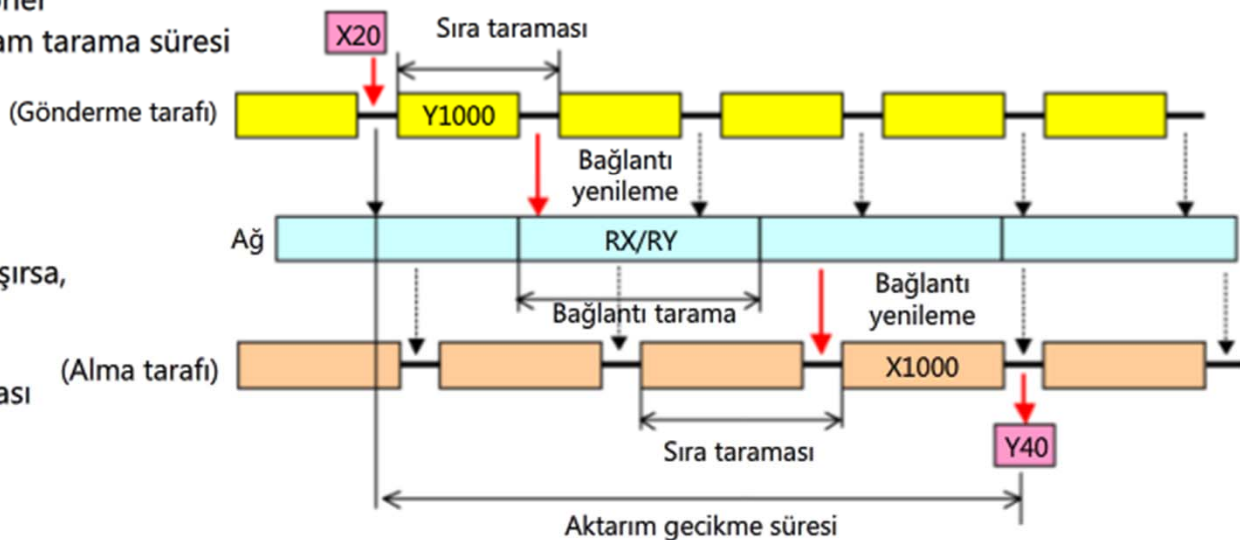 am tarama süresi
X20
Sıra taraması
(Gönderme tarafı)
Y1000
Bağlantı
yenileme
Ağ
RX/RY
şırsa,
Bağlantı
yenileme
Bağlantı tarama
(Alma tarafı)
X1000
ası
Sıra taraması
Y40
Aktarım gecikme süresi